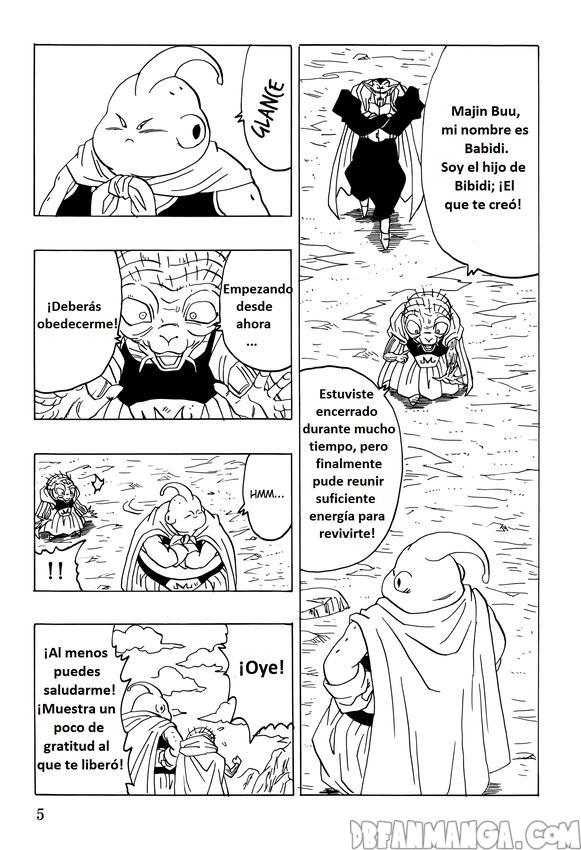 Majin Buu,
mi nombre es
Babidi.
Soy el hijo de
Bibidi; ¡El
que te creó!
Estuviste
encerrado
durante mucho
tiempo, pero
finalmente
pude reunir
suficiente
energía para
revivirte!
GLANCE
Empezando
desde
ahora
...
¡Deberás
obedecerme!
HMM...
!!
¡Oye!
¡Al menos
puedes
saludarme!
¡Muestra un
poco de
gratitud al
que te liberó!
5
DBFANMANGA.COM